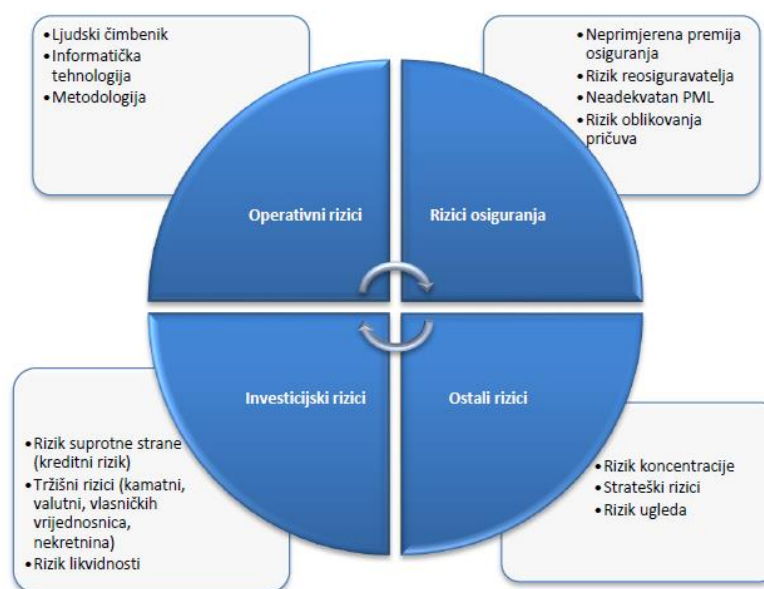 •Ljudski čimbenik
•Informatička
tehnologija
•Metodologija
•Neprimjerena premija
osiguranja
•Rizik reosiguravatelja
•Neadekvatan PML
•Rizik oblikovanja
pričuva
Operativni rizici
Rizici osiguranja
Investicijski rizici
Ostali rizici
•Rizik suprotne strane
(kreditni rizik)
•Tržišni rizici (kamatni,
valutni, vlasničkih
vrijednosnica,
nekretnina)
•Rizik likvidnosti
•Rizik koncentracije
•Strateški rizici
•Rizik ugleda